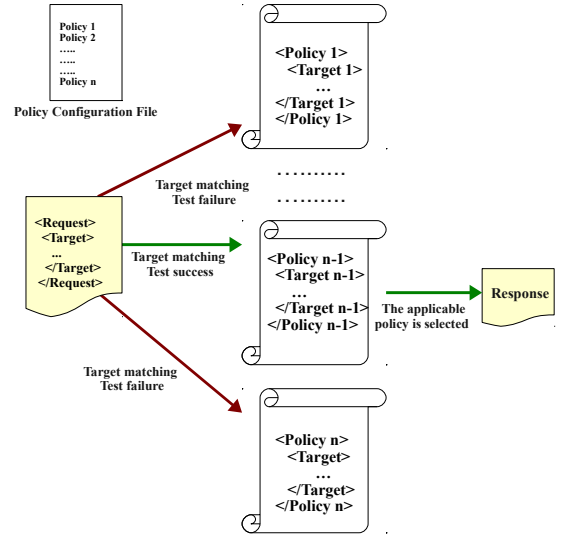 Policy 1
Policy 2
.....
.....
.....
Policy n
Policy Configuration File
<Policy 1>
<Target 1>
...
</Target 1>
</Policy 1>
Target matching
Test failure
..........
..........
<Request>
<Target>
...
</Target>
</Request>
Target matching
Test success
<Policy n-1>
<Target n-1>
...
</Target n-1>
</Policy n-1>
The applicable
policy is selected
Response
Target matching
Test failure
<Policy n>
<Target>
...
</Target>
</Policy n>